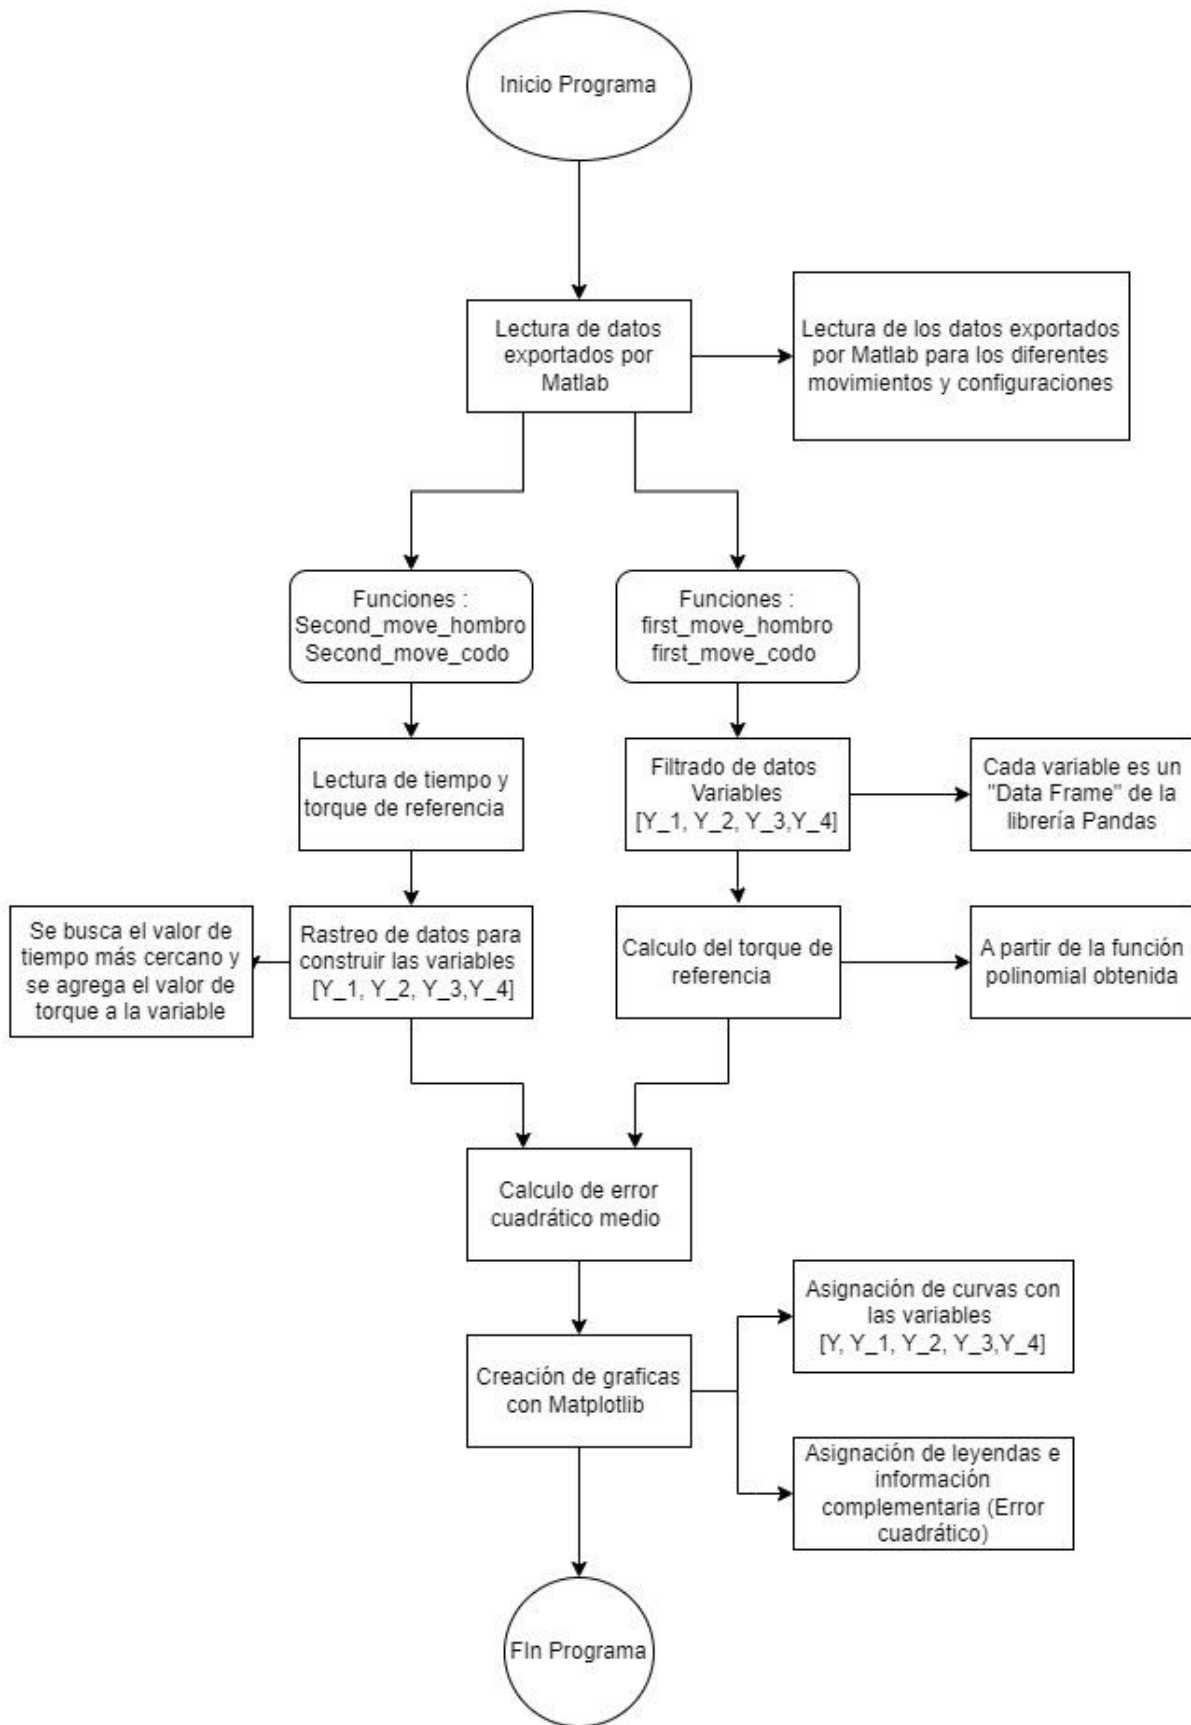 Inicio Programa
Lectura de datos
exportados por
Matlab
Lectura de los datos exportados
por Matlab para los diferentes
movimientos y configuraciones
Funciones :
Second_move_hombro
Second_move_codo
Funciones :
first_move_hombro
first_move_codo
Lectura de tiempo y
torque de referencia
Filtrado de datos
Variables
[Y_1, Y_2, Y_3,Y_4]
Cada variable es un
"Data Frame" de la
librería Pandas
Se busca el valor de
tiempo más cercano y
se agrega el valor de
torque a la variable
Rastreo de datos para
construir las variables
[Y_1, Y_2, Y_3,Y_4]
Calculo del torque de
referencia
A partir de la función
polinomial obtenida
Calculo de error
cuadrático medio
Creación de graficas
con Matplotlib
Asignación de curvas con
las variables
[Y, Y_1, Y_2, Y_3,Y_4]
Asignación de leyendas e
información
complementaria (Error
cuadrático)
FIn Programa